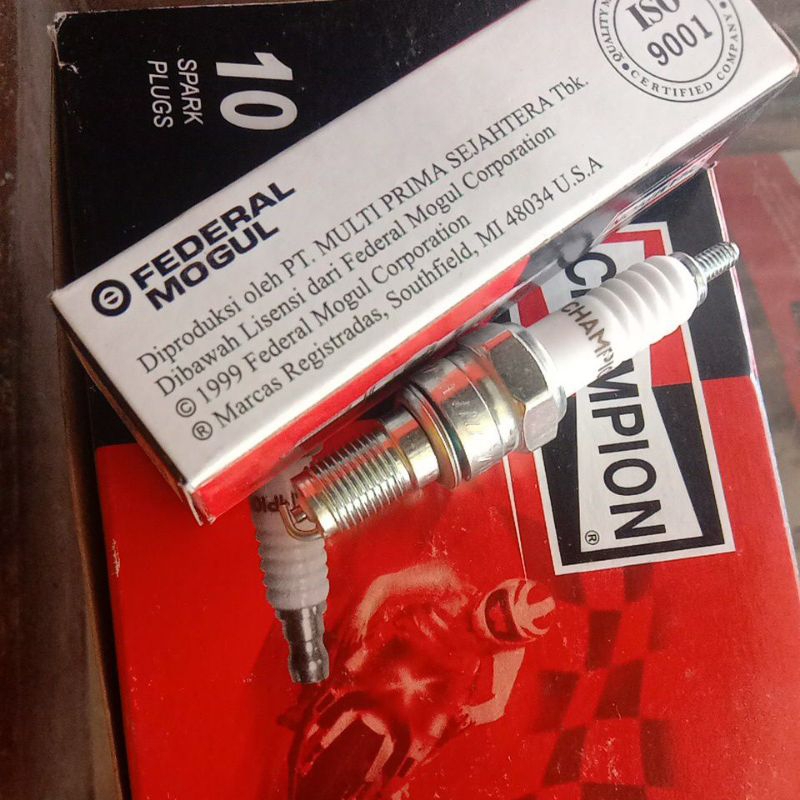 10
SPARK
PLUGS
ISO
9001
CERTIFIED COMPANY
FEDERAL
MOGUL
Diproduksi oleh PT. MULTI PRIMA SEJAHTERA Tbk.
Dibawah Lisensi dari Federal Mogul Corporation
© 1999 Federal Mogul Corporation
® Marcas Registradas, Southfield, MI 48034 U.S.A
CHAMPIO
CHAMPION
®